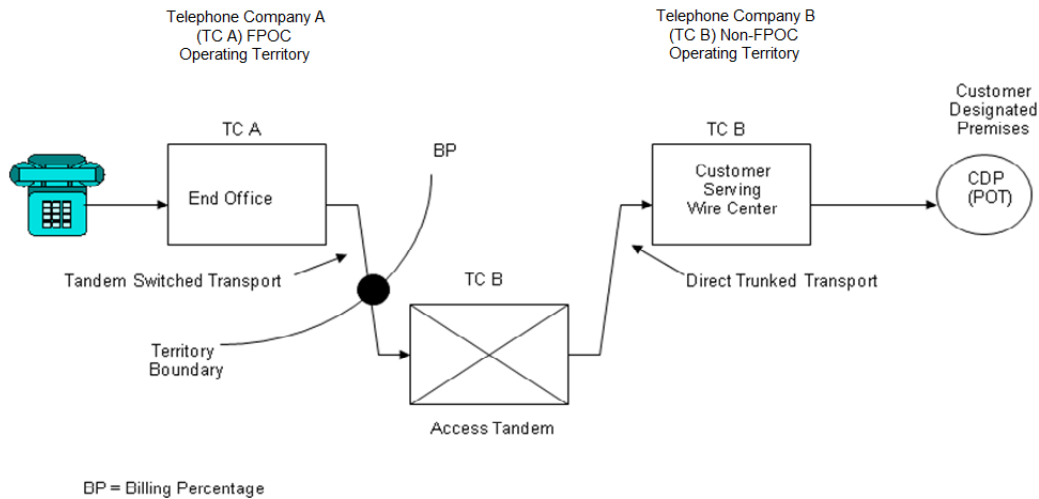 Telephone Company A
(TC A) FPOC
Operating Territory
Telephone Company B
(TC B) Non-FPOC
Operating Territory
Customer
Designated
Premises
TC A
End Office
BP
TC B
Customer
Serving
Wire Center
CDP
(POT)
Tandem Switched Transport
TC B
Direct Trunked Transport
Territory
Boundary
Access Tandem
BP = Billing Percentage